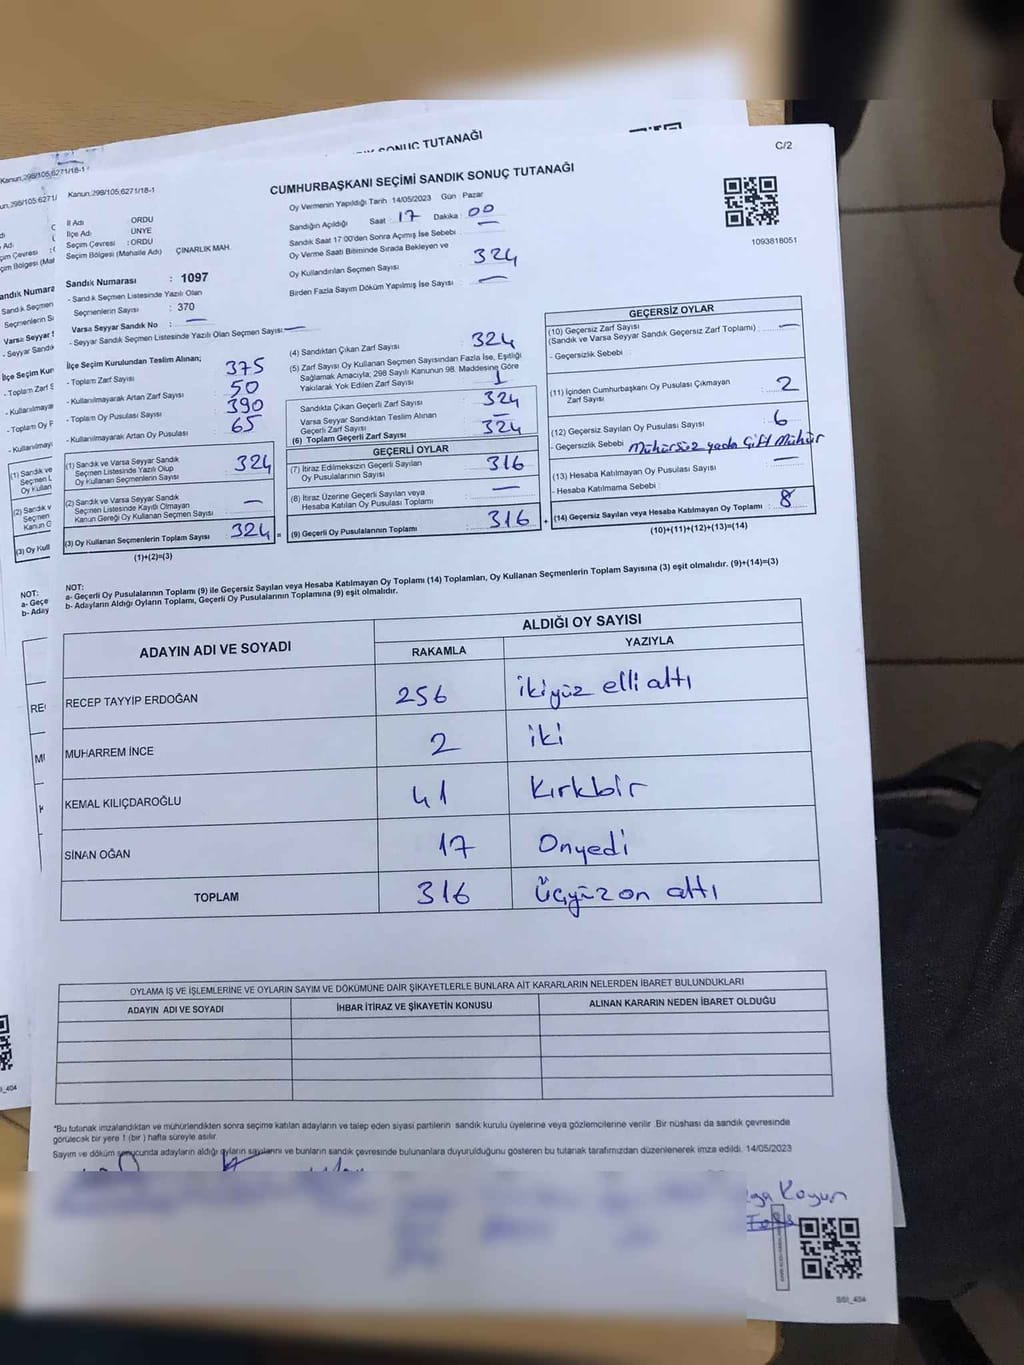 SONUÇ TUTANAĞI
C/2
Kanun;298/105;6271/18-1
Kanun;298/105;6271/18-1
CUMHURBAŞKANI SEÇİMİ SANDIK SONUÇ TUTANAĞI
1093818051
İl Adı ORDU
İlçe Adı ÜNYE
Seçim Çevresi : ORDU
Seçim Bölgesi (Mahalle Adı) ÇINARLIK MAH.
Sandık Numarası : 1097
- Sandık Seçmen Listesinde Yazılı Olan
Seçmenlerin Sayısı : 370
Varsa Seyyar Sandık No : —
- Seyyar Sandık Seçmen Listesinde Yazılı Olan Seçmen Sayısı: —
Oy Vermenin Yapıldığı Tarih 14/05/2023 Gün : Pazar
Sandığın Açıldığı Saat : 17 Dakika : 00
Sandık Saat 17:00'den Sonra Açımış İse Sebebi : —
Oy Verme Saati Bitiminde Sırada Bekleyen ve
Oy Kullandırılan Seçmen Sayısı 324
Birden Fazla Sayım Döküm Yapılmış İse Sayısı : —
İlçe Seçim Kurulundan Teslim Alınan;
- Toplam Zarf Sayısı : 375
- Kullanılmayarak Artan Zarf Sayısı : 50
- Toplam Oy Pusulası Sayısı : 390
- Kullanılmayarak Artan Oy Pusulası : 65
(1) Sandık ve Varsa Seyyar Sandık
Seçmen Listesinde Yazılı Olup
Oy Kullanan Seçmenlerin Sayısı : 324
(2) Sandık ve Varsa Seyyar Sandık
Seçmen Listesinde Kayıtlı Olmayan
Kanun Gereği Oy Kullanan Seçmen Sayısı : —
(3) Oy Kullanan Seçmenlerin Toplam Sayısı : 324 =
(1)+(2)=(3)
(4) Sandıktan Çıkan Zarf Sayısı : 324
(5) Zarf Sayısı Oy Kullanan Seçmen Sayısından Fazla İse, Eşitliği
Sağlamak Amacıyla; 298 Sayılı Kanunun 98. Maddesine Göre
Yakılarak Yok Edilen Zarf Sayısı : 1
Sandıkta Çıkan Geçerli Zarf Sayısı : 324
Varsa Seyyar Sandıktan Teslim Alınan
Geçerli Zarf Sayısı : —
(6) Toplam Geçerli Zarf Sayısı : 324
GEÇERLİ OYLAR
(7) İtiraz Edilmeksizin Geçerli Sayılan
Oy Pusulalarının Sayısı : 316
(8) İtiraz Üzerine Geçerli Sayılan veya
Hesaba Katılan Oy Pusulası Toplamı : —
(9) Geçerli Oy Pusulalarının Toplamı : 316 +
GEÇERSİZ OYLAR
(10) Geçersiz Zarf Sayısı
(Sandık ve Varsa Seyyar Sandık Geçersiz Zarf Toplamı) : —
- Geçersizlik Sebebi :
(11) İçinden Cumhurbaşkanı Oy Pusulası Çıkmayan
Zarf Sayısı : 2
(12) Geçersiz Sayılan Oy Pusulası Sayısı : 6
- Geçersizlik Sebebi : Mühürsüz yada Çift Mühür
(13) Hesaba Katılmayan Oy Pusulası Sayısı : —
- Hesaba Katılmama Sebebi :
(14) Geçersiz Sayılan veya Hesaba Katılmayan Oy Toplamı : 8
(10)+(11)+(12)+(13)=(14)
NOT:
a- Geçerli Oy Pusulalarının Toplamı (9) ile Geçersiz Sayılan veya Hesaba Katılmayan Oy Toplamı (14) Toplamları, Oy Kullanan Seçmenlerin Toplam Sayısına (3) eşit olmalıdır. (9)+(14)=(3)
b- Adayların Aldığı Oyların Toplamı, Geçerli Oy Pusulalarının Toplamına (9) eşit olmalıdır.
ADAYIN ADI VE SOYADI
ALDIĞI OY SAYISI
RAKAMLA YAZIYLA
RECEP TAYYİP ERDOĞAN 256 ikiyüz elli altı
MUHARREM İNCE 2 iki
KEMAL KILIÇDAROĞLU 41 Kırkbir
SİNAN OĞAN 17 Onyedi
TOPLAM 316 Üçyüz on altı
OYLAMA İŞ VE İŞLEMLERİNE VE OYLARIN SAYIM VE DÖKÜMÜNE DAİR ŞİKAYETLERLE BUNLARA AİT KARARLARIN NELERDEN İBARET BULUNDUKLARI
ADAYIN ADI VE SOYADI İHBAR İTİRAZ VE ŞİKAYETİN KONUSU ALINAN KARARIN NEDEN İBARET OLDUĞU
*Bu tutanak imzalandıktan ve mühürlendikten sonra seçime katılan adayların ve talep eden siyasi partilerin sandık kurulu üyelerine veya gözlemcilerine verilir. Bir nüshası da sandık çevresinde
görülecek bir yere 1 (bir ) hafta süreyle asılır.
Sayım ve döküm sonucunda adayların aldığı oyların sayılarını ve bunların sandık çevresinde bulunanlara duyurulduğunu gösteren bu tutanak tarafımızdan düzenlenerek imza edildi. 14/05/2023
Koyun
SSI_404